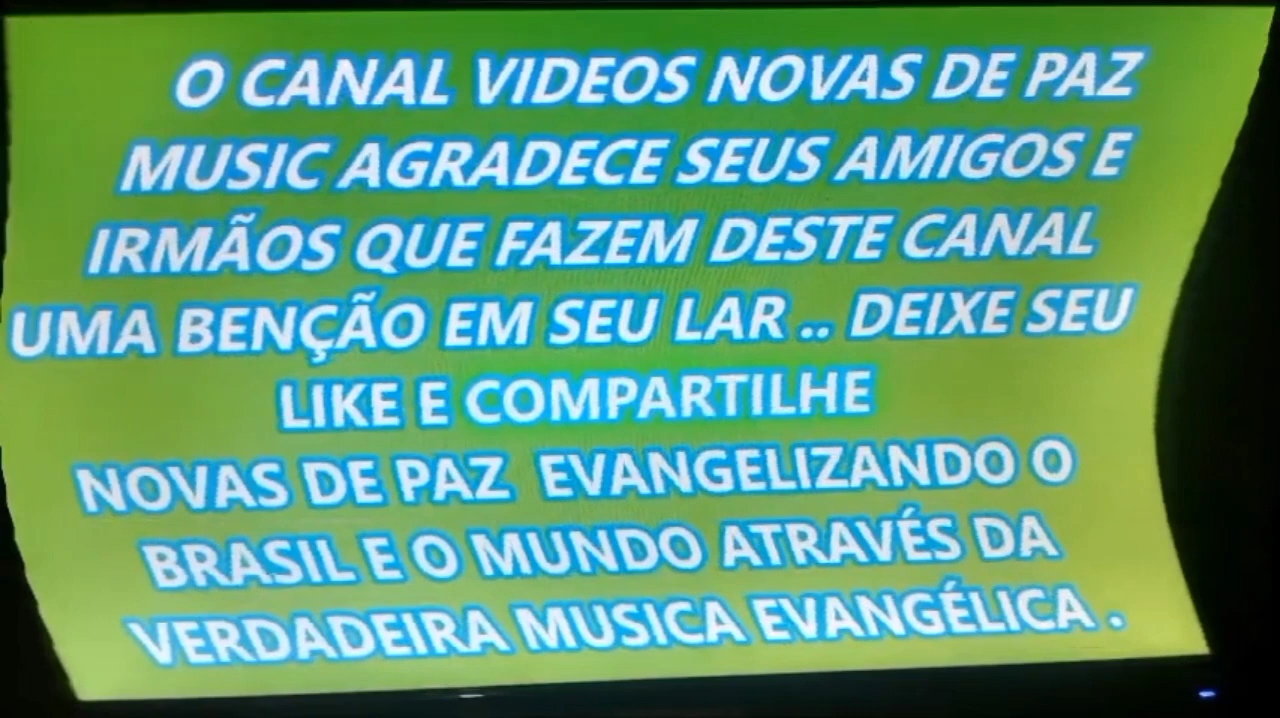 O CANAL VIDEOS NOVAS DE PAZ
MUSIC AGRADECE SEUS AMIGOS E
IRMÃOS QUE FAZEM DESTE CANAL
UMA BENÇÃO EM SEU LAR .. DEIXE SEU
LIKE E COMPARTILHE
NOVAS DE PAZ EVANGELIZANDO O
BRASIL E O MUNDO ATRAVÉS DA
VERDADEIRA MUSICA EVANGÉLICA .